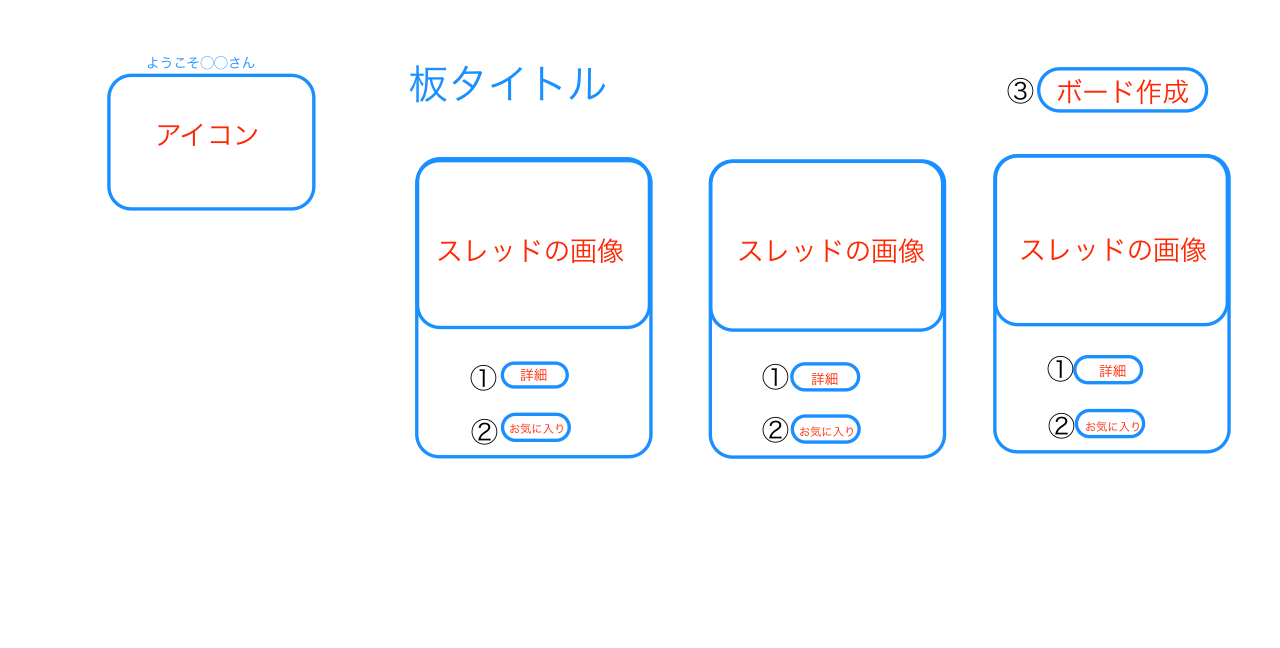 ようこそ◯◯さん
アイコン
板タイトル
③ ボード作成
スレッドの画像
① 詳細
② お気に入り
スレッドの画像
① 詳細
② お気に入り
スレッドの画像
① 詳細
② お気に入り